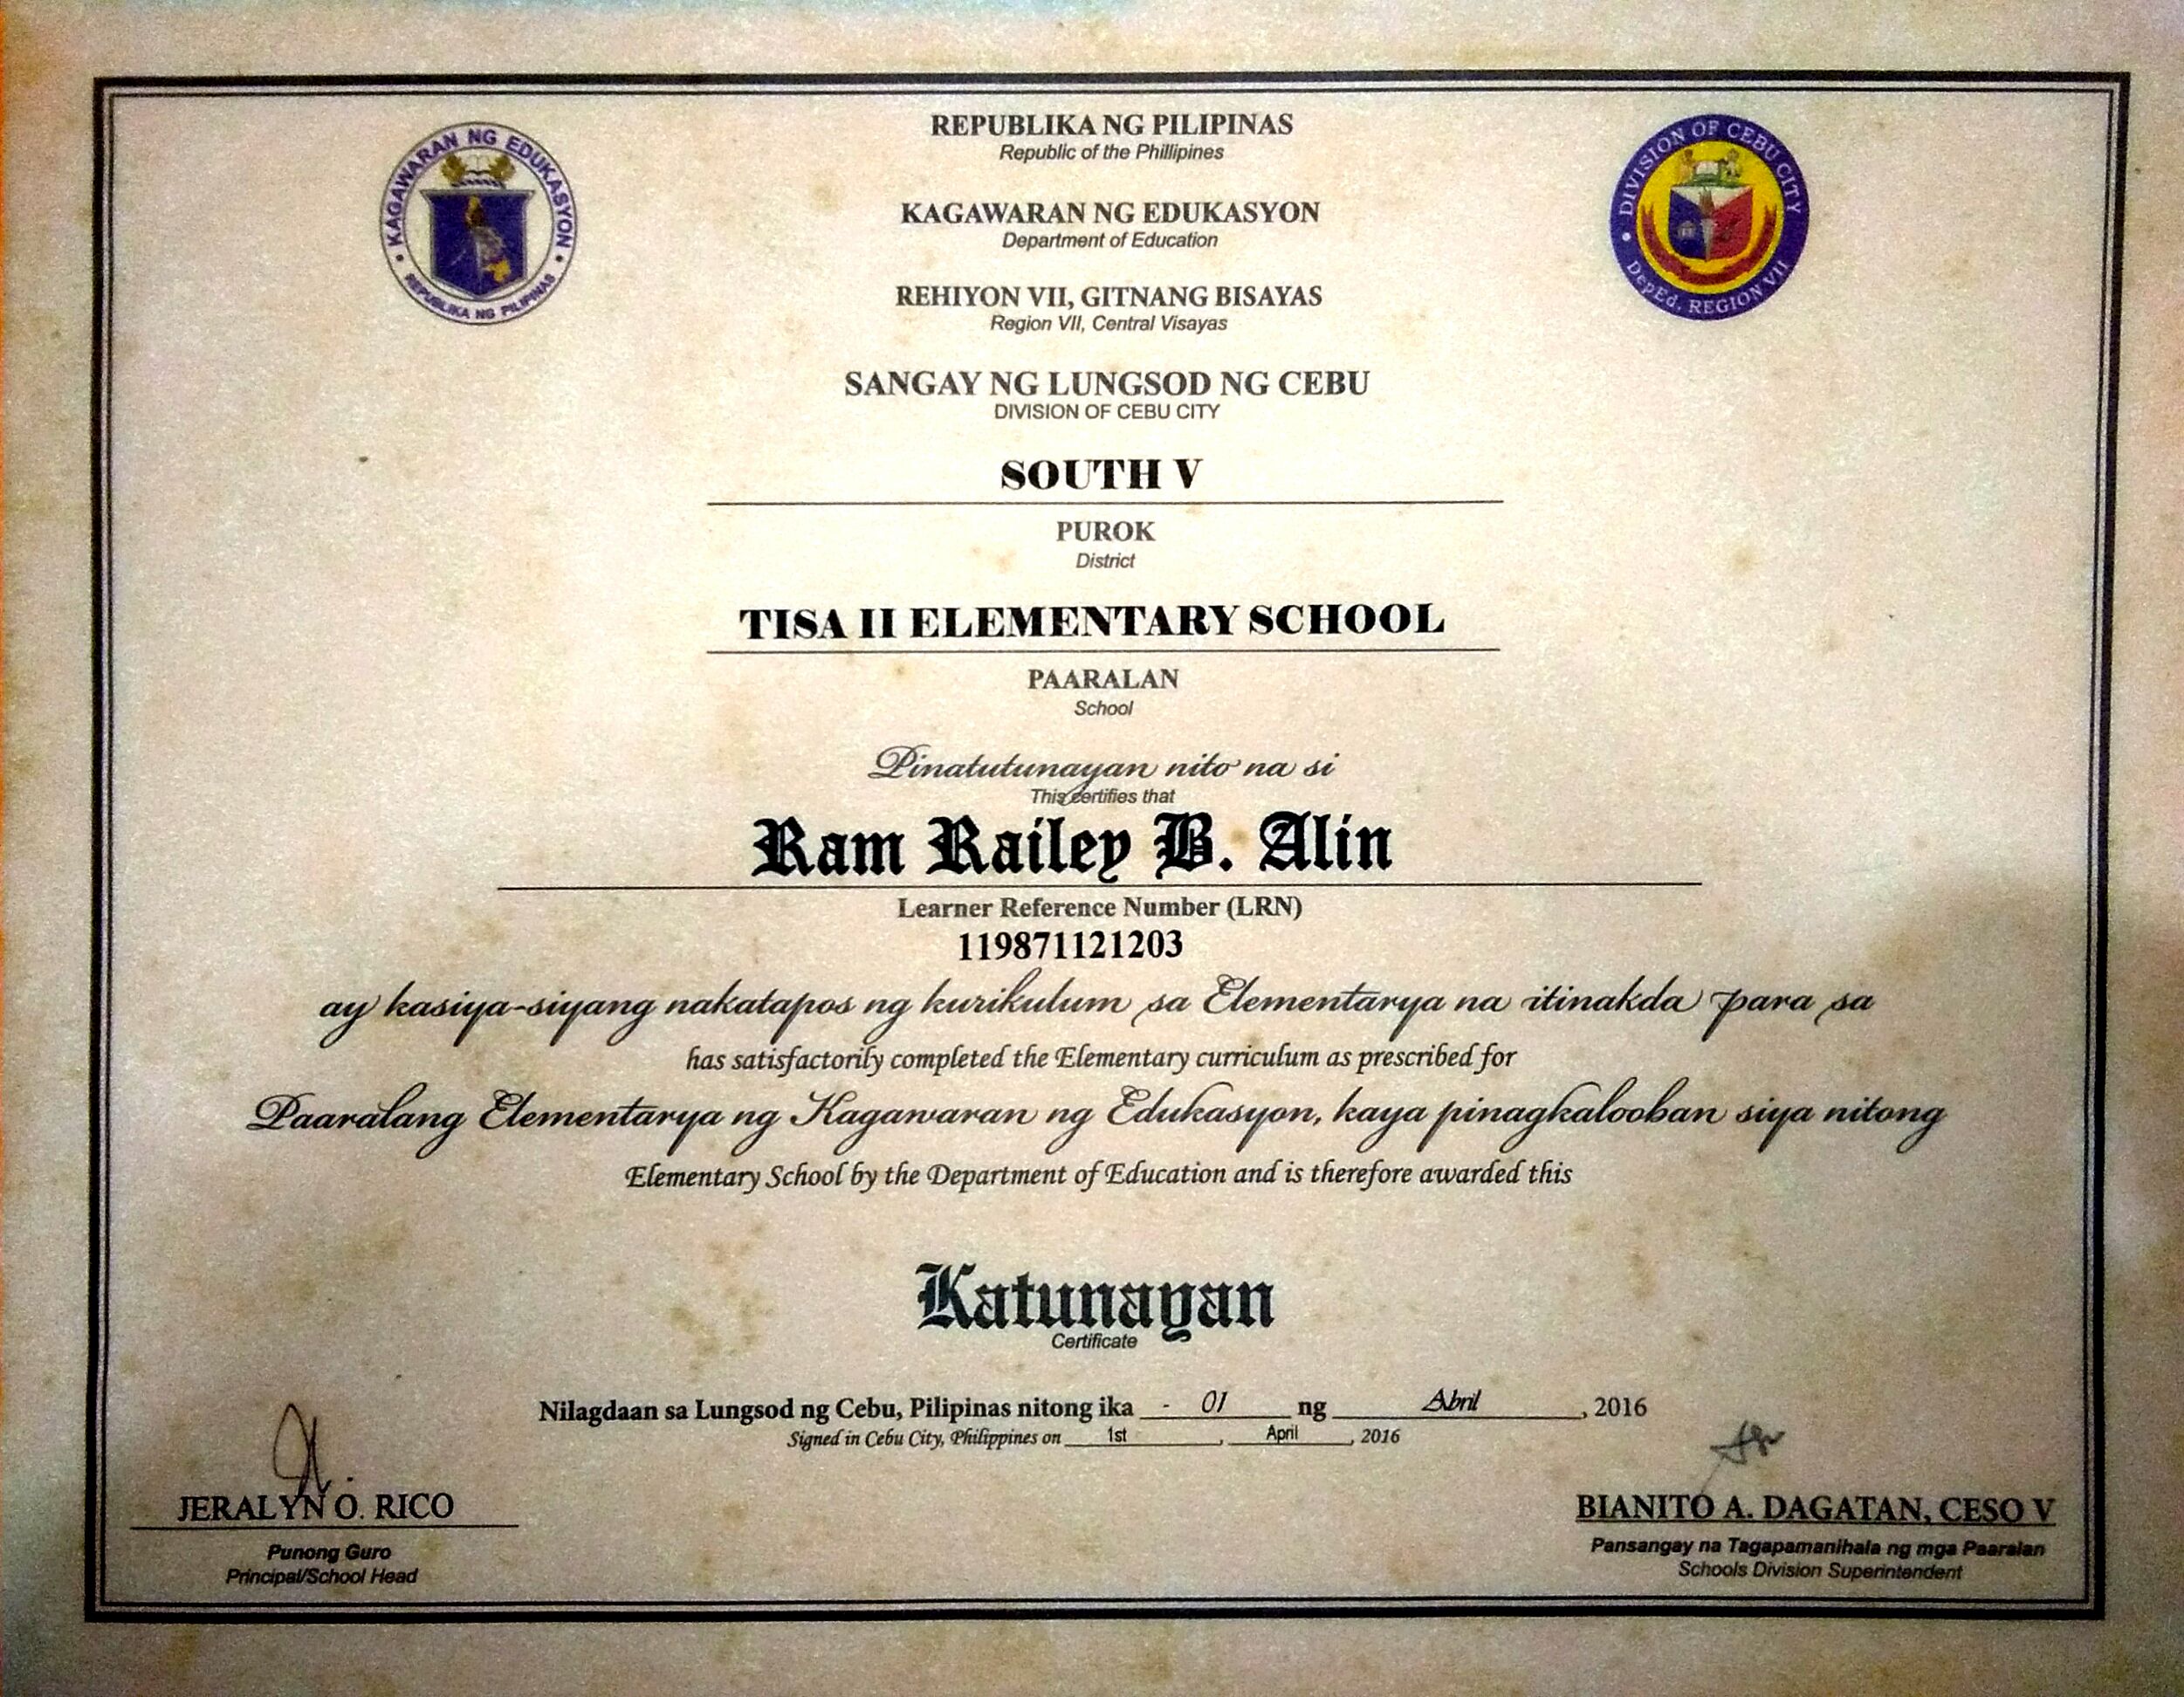 KAGAWARAN NG EDUKASYON
REPUBLIKA NG PILIPINAS
DIVISION OF CEBU CITY
DepEd, REGION VII
REPUBLIKA NG PILIPINAS
Republic of the Phillipines
KAGAWARAN NG EDUKASYON
Department of Education
REHIYON VII, GITNANG BISAYAS
Region VII, Central Visayas
SANGAY NG LUNGSOD NG CEBU
DIVISION OF CEBU CITY
SOUTH V
PUROK
District
TISA II ELEMENTARY SCHOOL
PAARALAN
School
Pinatutunayan nito na si
This certifies that
Ram Railey B. Alin
Learner Reference Number (LRN)
119871121203
ay kasiya-siyang nakatapos ng kurikulum sa Elementarya na itinakda para sa
has satisfactorily completed the Elementary curriculum as prescribed for
Paaralang Elementarya ng Kagawaran ng Edukasyon, kaya pinagkalooban siya nitong
Elementary School by the Department of Education and is therefore awarded this
Katunayan
Certificate
Nilagdaan sa Lungsod ng Cebu, Pilipinas nitong ika - 01 ng Abril, 2016
Signed in Cebu City, Philippines on 1st, April, 2016
JERALYN O. RICO
Punong Guro
Principal/School Head
BIANITO A. DAGATAN, CESO V
Pansangay na Tagapamanihala ng mga Paaralan
Schools Division Superintendent